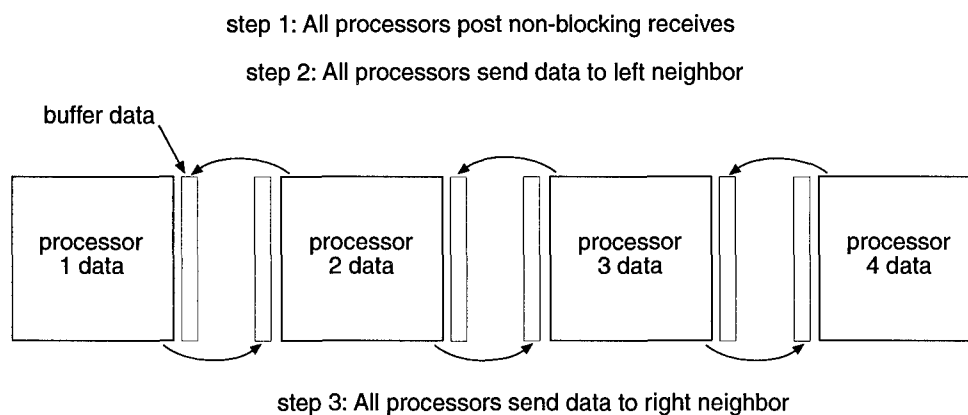 step 1: All processors post non-blocking receives
step 2: All processors send data to left neighbor
buffer data
processor
1 data
processor
2 data
processor
3 data
processor
4 data
step 3: All processors send data to right neighbor